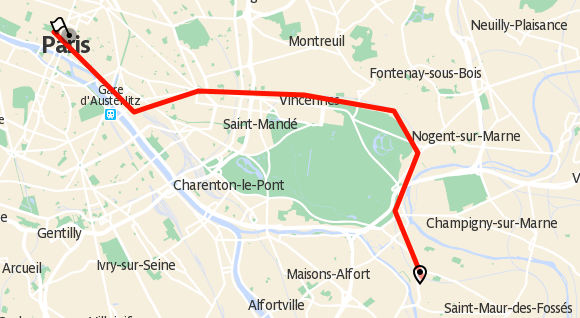 Neuilly-Plaisance
Paris
Montreuil
Fontenay-sous-Bois
Gare
d'Austerlitz
Vincennes
Saint-Mandé
Nogent-sur-Marne
Charenton-le-Pont
Champigny-sur-Marne
Gentilly
Arcueil
Ivry-sur-Seine
Maisons-Alfort
Alfortville
Saint-Maur-des-Fossés